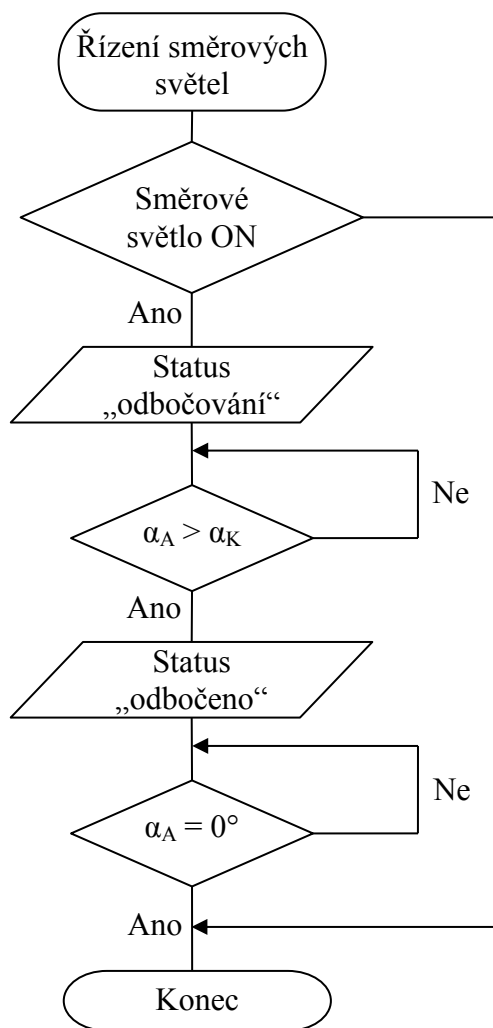 Řízení směrových
světel
Směrové
světlo ON
Ano
Status
„odbočování“
Ne
αA > αK
Ano
Status
„odbočeno“
Ne
αA = 0°
Ano
Konec